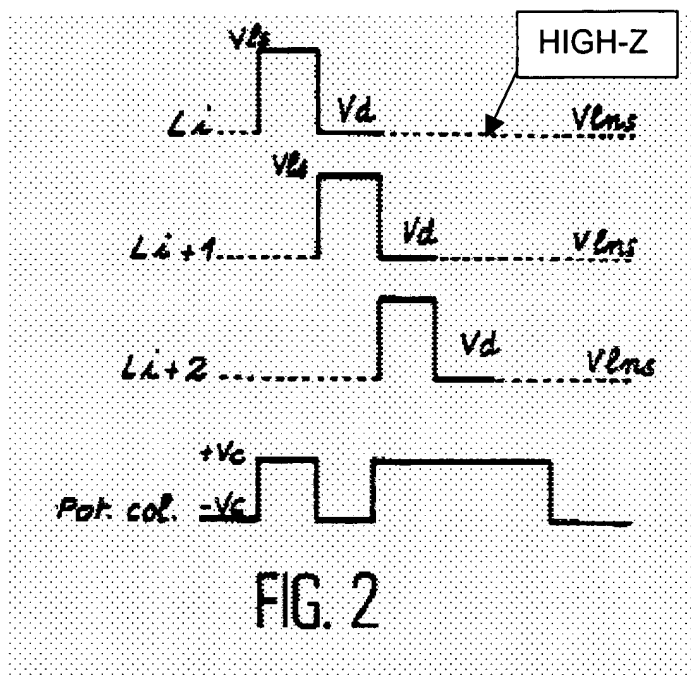 HIGH-Z
Vls
Li
Vd
Vlns
Vls
Li+1
Vd
Vlns
Li+2
Vd
Vlns
+Vc
Pot. col.
-Vc
FIG. 2